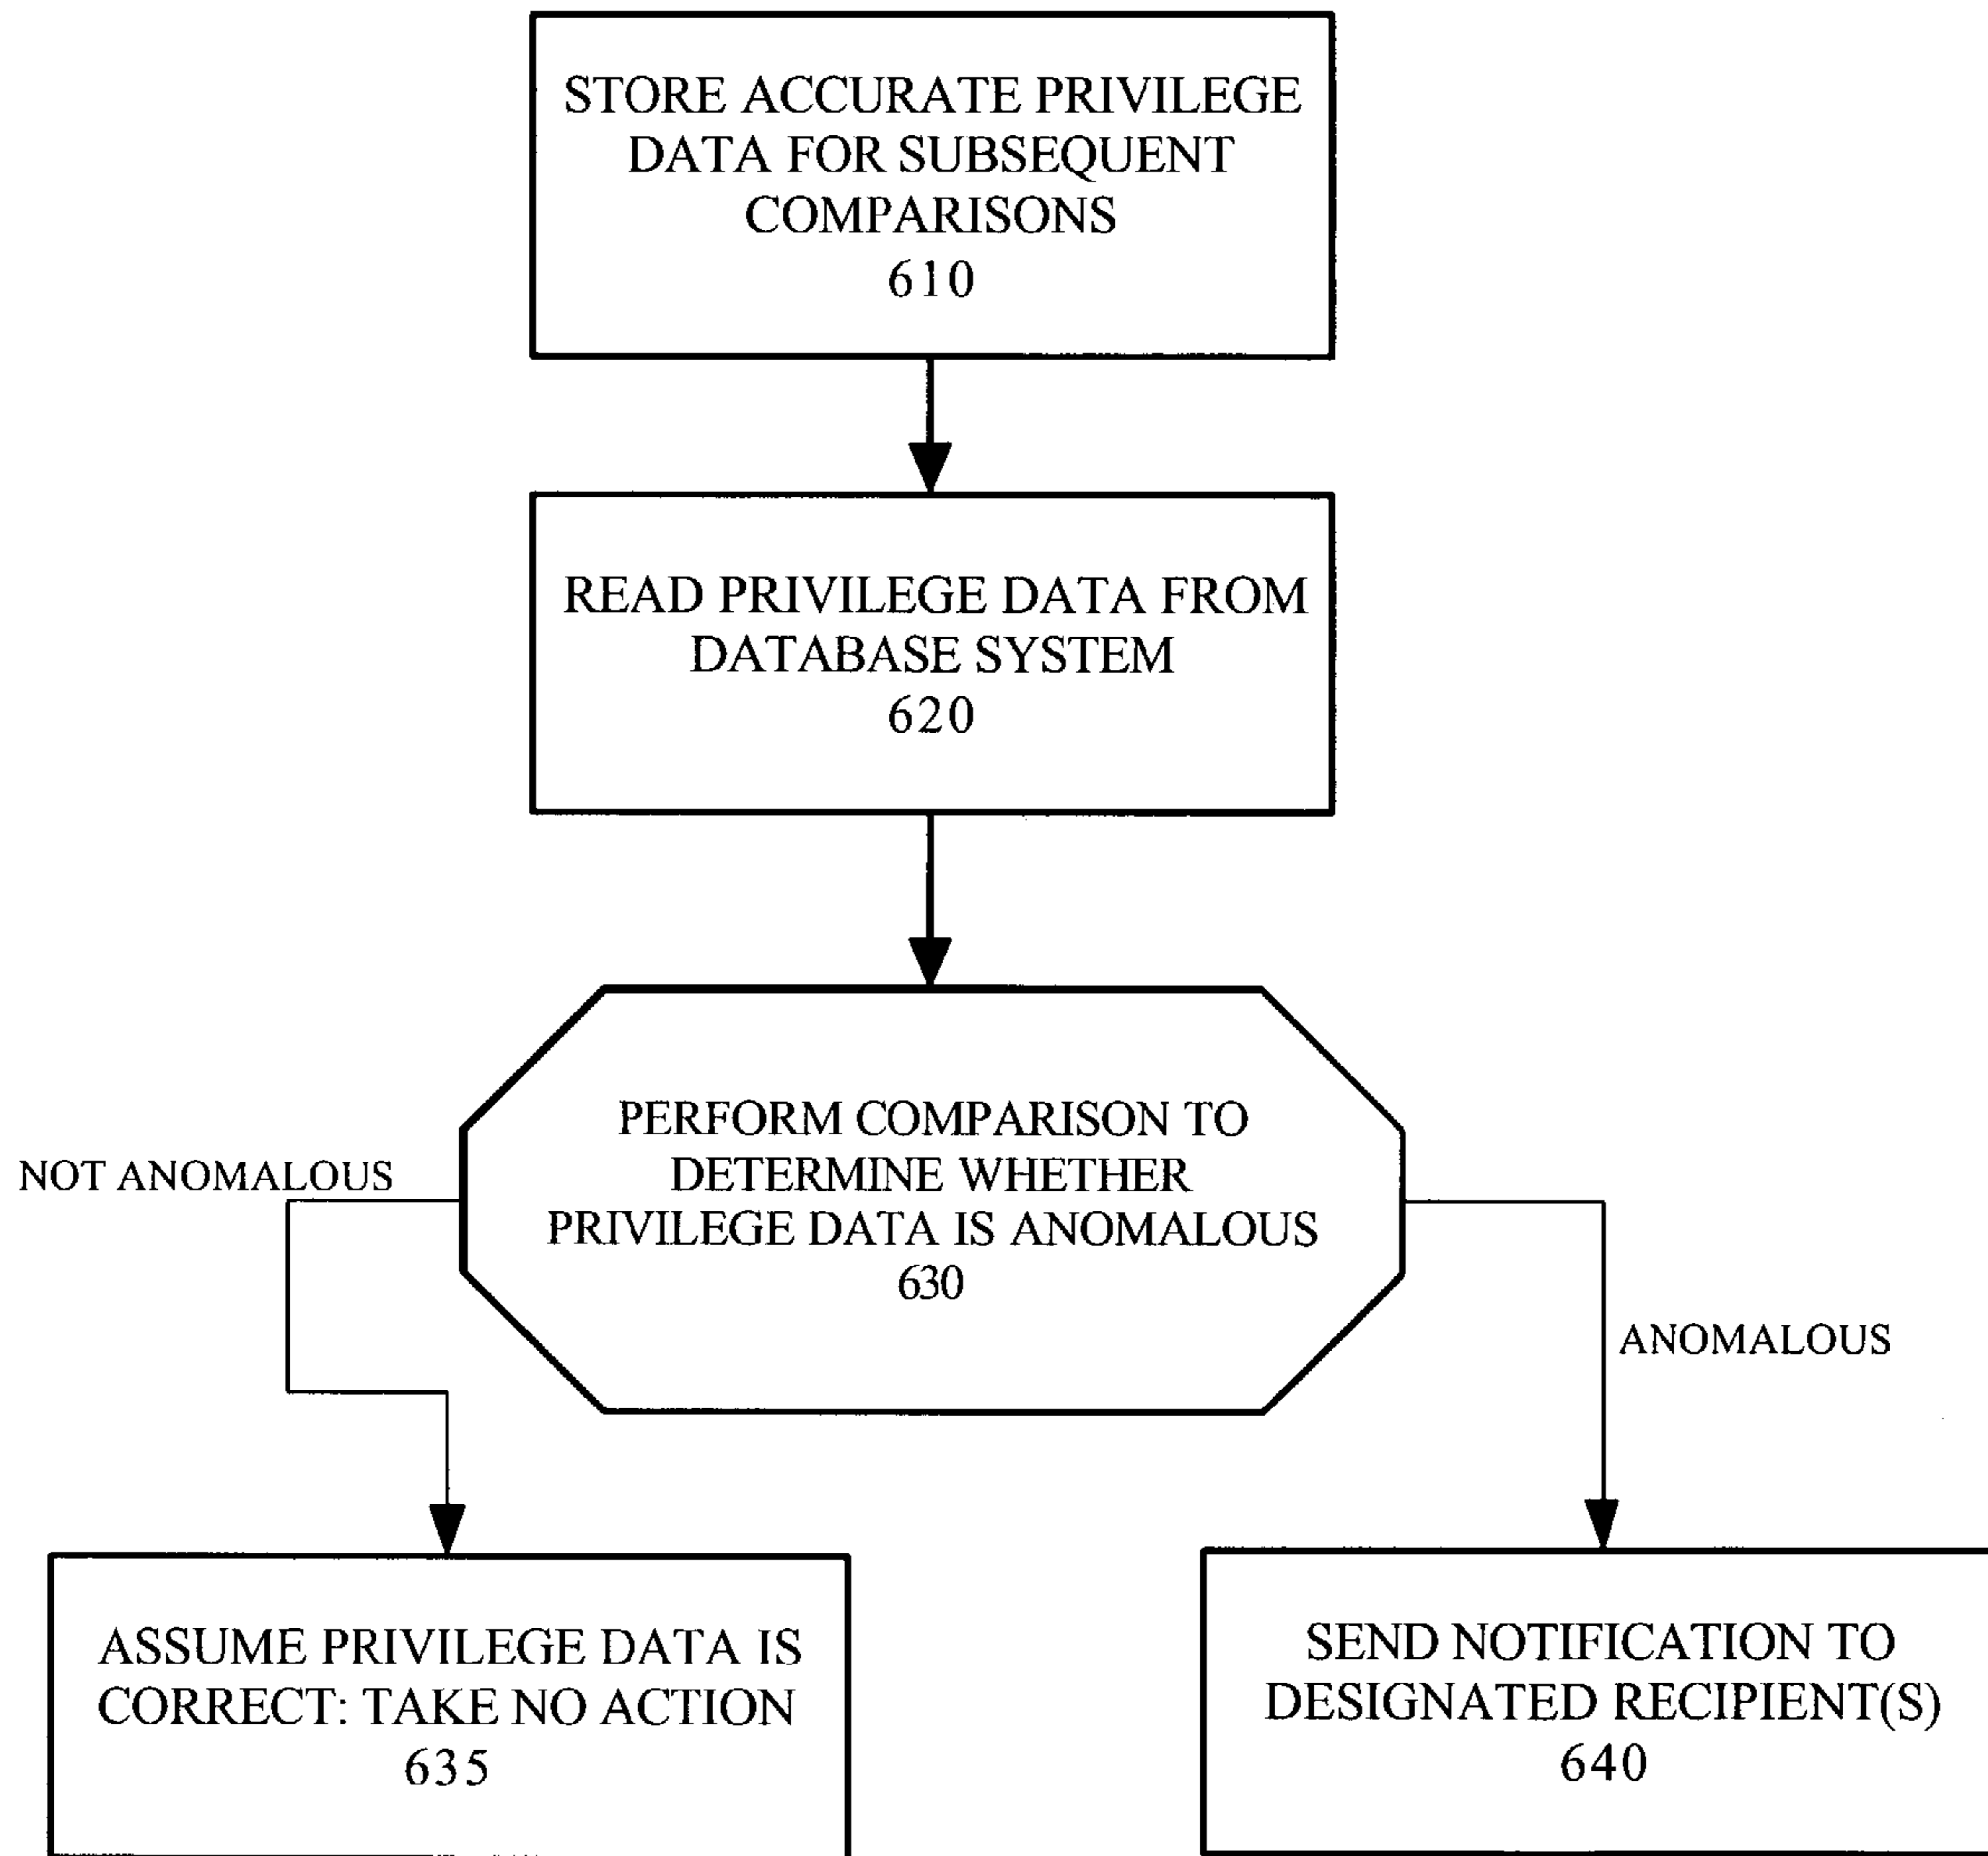 STORE ACCURATE PRIVILEGE
DATA FOR SUBSEQUENT
COMPARISONS
610
READ PRIVILEGE DATA FROM
DATABASE SYSTEM
620
PERFORM COMPARISON TO
DETERMINE WHETHER
PRIVILEGE DATA IS ANOMALOUS
630
NOT ANOMALOUS
ANOMALOUS
ASSUME PRIVILEGE DATA IS
CORRECT: TAKE NO ACTION
635
SEND NOTIFICATION TO
DESIGNATED RECIPIENT(S)
640